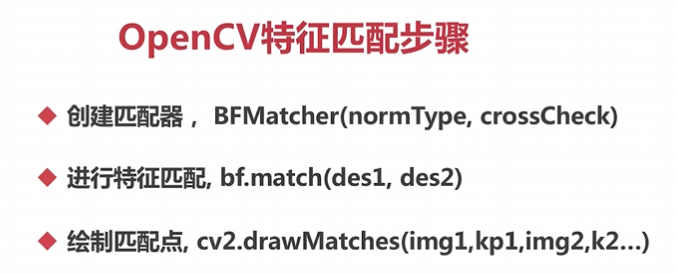 OpenCV特征匹配步骤
创建匹配器， BFMatcher(normType, crossCheck)
进行特征匹配, bf.match(des1, des2)
绘制匹配点, cv2.drawMatches(img1,kp1,img2,k2…)